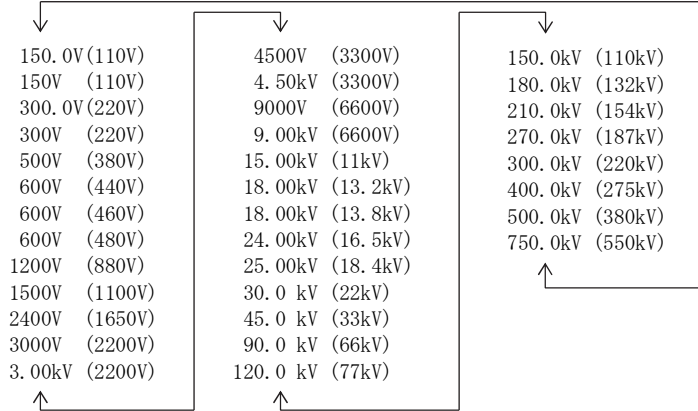 150.0V(110V)
150V (110V)
300.0V(220V)
300V (220V)
500V (380V)
600V (440V)
600V (460V)
600V (480V)
1200V (880V)
1500V (1100V)
2400V (1650V)
3000V (2200V)
3.00kV (2200V)
4500V (3300V)
4.50kV (3300V)
9000V (6600V)
9.00kV (6600V)
15.00kV (11kV)
18.00kV (13.2kV)
18.00kV (13.8kV)
24.00kV (16.5kV)
25.00kV (18.4kV)
30.0 kV (22kV)
45.0 kV (33kV)
90.0 kV (66kV)
120.0 kV (77kV)
150.0kV (110kV)
180.0kV (132kV)
210.0kV (154kV)
270.0kV (187kV)
300.0kV (220kV)
400.0kV (275kV)
500.0kV (380kV)
750.0kV (550kV)